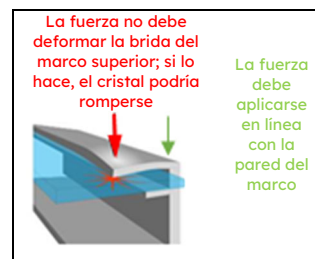 La fuerza no debe
deformar la brida del
marco superior; si lo
hace, el cristal podría
romperse
La fuerza
debe
aplicarse
en línea
con la
pared del
marco